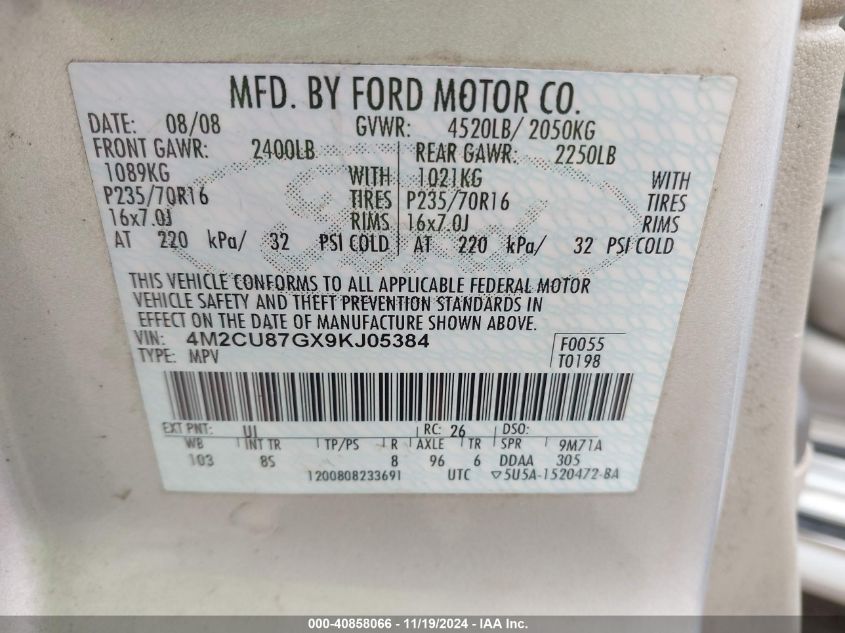 MFD. BY FORD MOTOR CO.
DATE: 08/08 GVWR: 4520LB/ 2050KG
FRONT GAWR: 2400LB REAR GAWR: 2250LB
1089KG WITH 1021KG WITH
P235/70R16 TIRES P235/70R16 TIRES
16x7.0J RIMS 16x7.0J RIMS
AT 220 kPa/ 32 PSI COLD AT 220 kPa/ 32 PSI COLD
THIS VEHICLE CONFORMS TO ALL APPLICABLE FEDERAL MOTOR
VEHICLE SAFETY AND THEFT PREVENTION STANDARDS IN
EFFECT ON THE DATE OF MANUFACTURE SHOWN ABOVE.
VIN: 4M2CU87GX9KJ05384 F0055
TYPE: MPV T0198
EXT PNT: UJ RC: 26 DSO:
WB INT TR TP/PS R AXLE TR SPR 9M71A
103 8S 8 96 6 DDAA 305
1200808233691 UTC ▽5U5A-1520472-BA
000-40858066 - 11/19/2024 - IAA Inc.